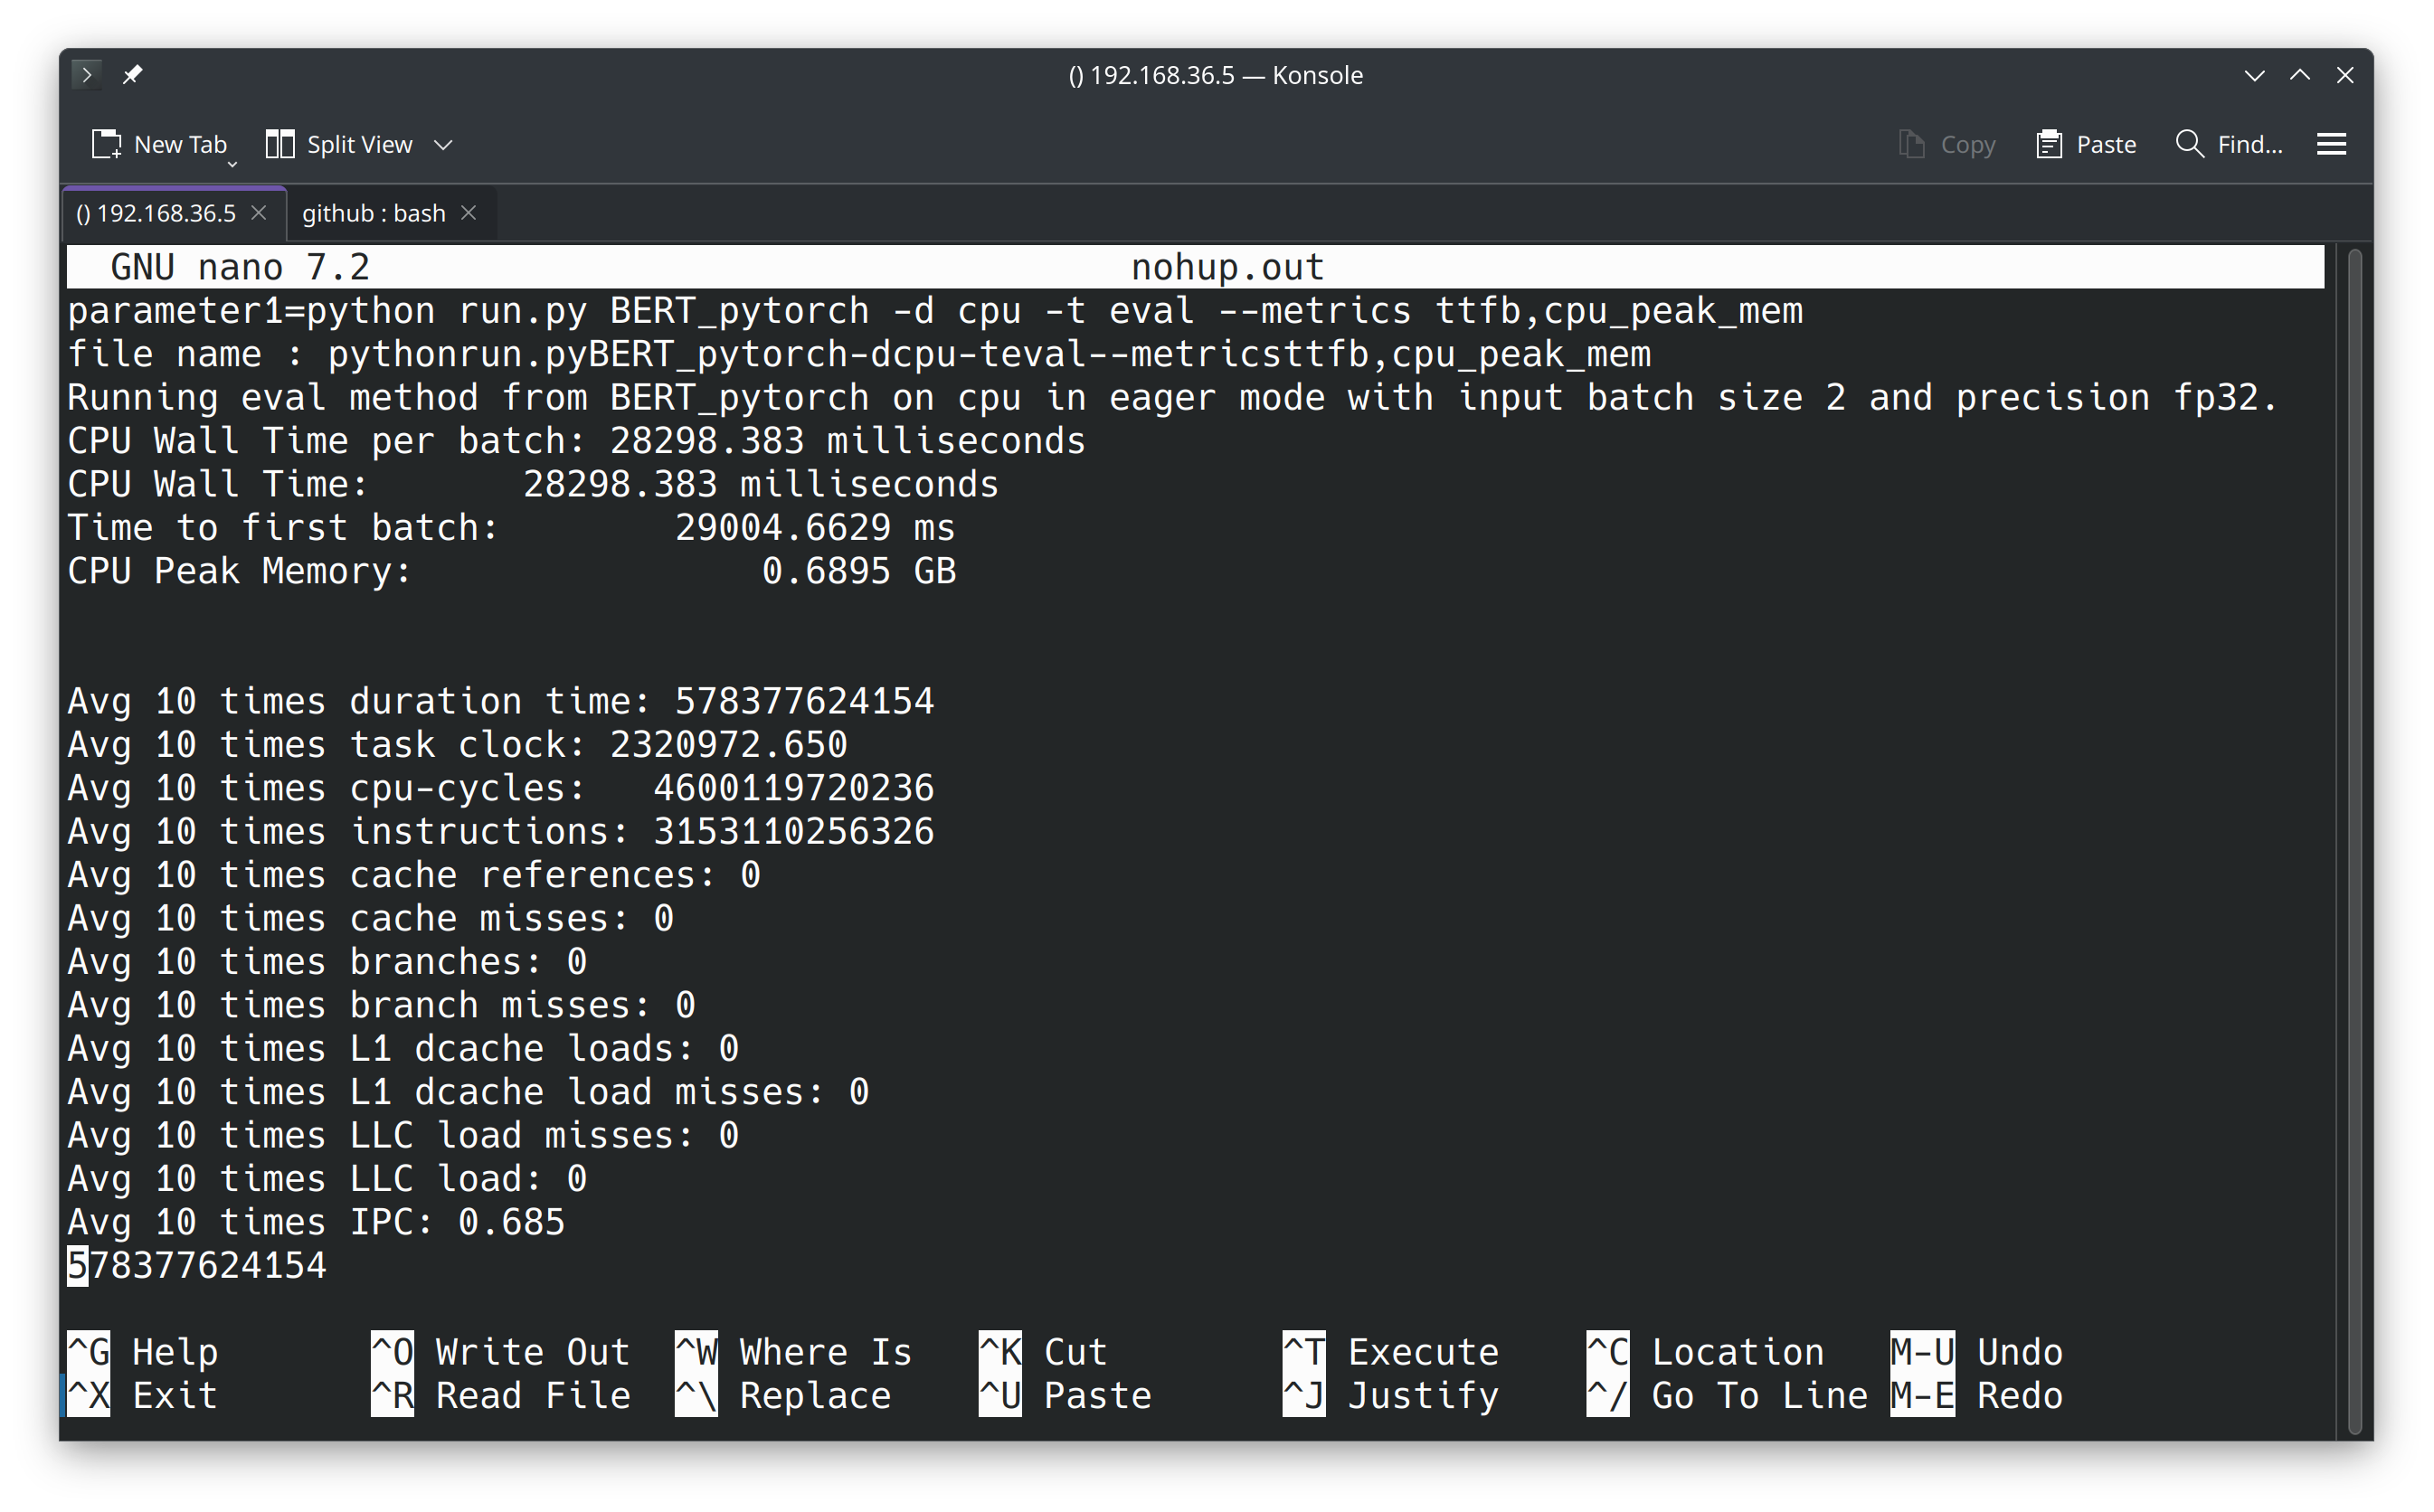 () 192.168.36.5 — Konsole
New Tab Split View Copy Paste Find...
() 192.168.36.5 github : bash
GNU nano 7.2 nohup.out
parameter1=python run.py BERT_pytorch -d cpu -t eval --metrics ttfb,cpu_peak_mem
file name : pythonrun.pyBERT_pytorch-dcpu-teval--metricsttfb,cpu_peak_mem
Running eval method from BERT_pytorch on cpu in eager mode with input batch size 2 and precision fp32.
CPU Wall Time per batch: 28298.383 milliseconds
CPU Wall Time:       28298.383 milliseconds
Time to first batch:        29004.6629 ms
CPU Peak Memory:                0.6895 GB
Avg 10 times duration time: 578377624154
Avg 10 times task clock: 2320972.650
Avg 10 times cpu-cycles:   4600119720236
Avg 10 times instructions: 3153110256326
Avg 10 times cache references: 0
Avg 10 times cache misses: 0
Avg 10 times branches: 0
Avg 10 times branch misses: 0
Avg 10 times L1 dcache loads: 0
Avg 10 times L1 dcache load misses: 0
Avg 10 times LLC load misses: 0
Avg 10 times LLC load: 0
Avg 10 times IPC: 0.685
578377624154
^G Help ^O Write Out ^W Where Is ^K Cut ^T Execute ^C Location M-U Undo
^X Exit ^R Read File ^\ Replace ^U Paste ^J Justify ^/ Go To Line M-E Redo